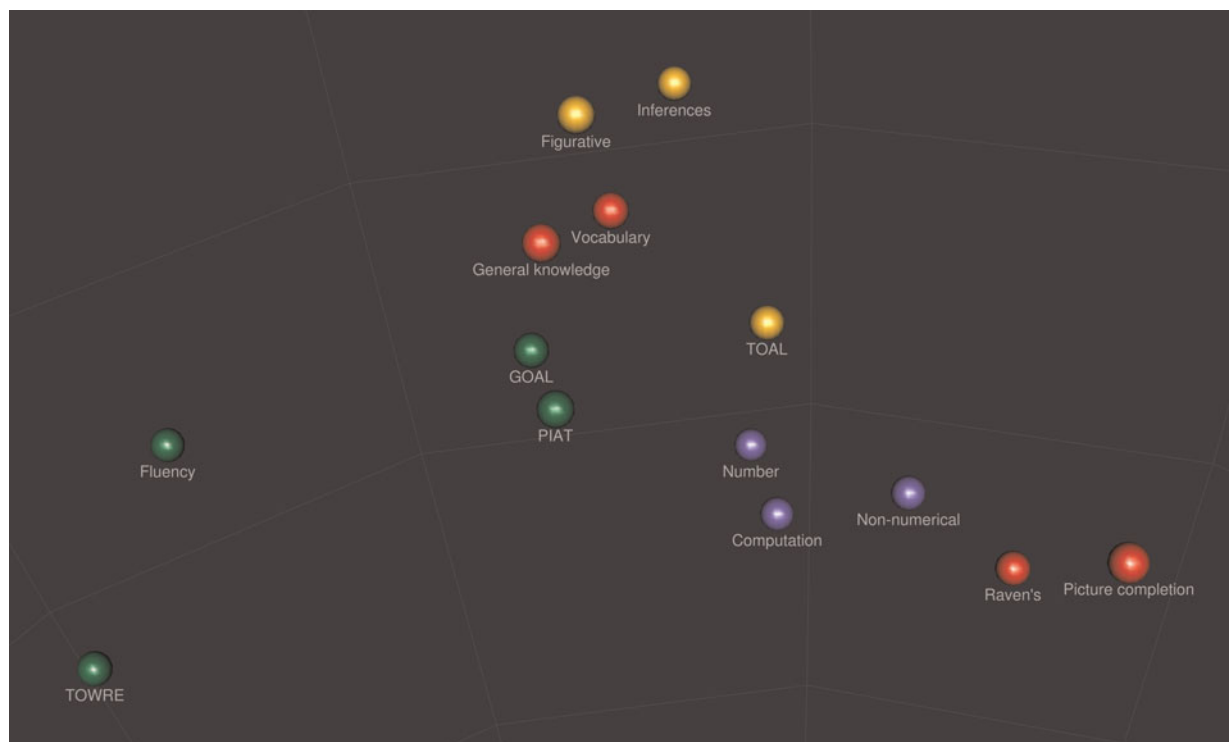 Inferences
Figurative
Vocabulary
General knowledge
TOAL
GOAL
PIAT
Fluency
Number
Non-numerical
Computation
Raven's
Picture completion
TOWRE